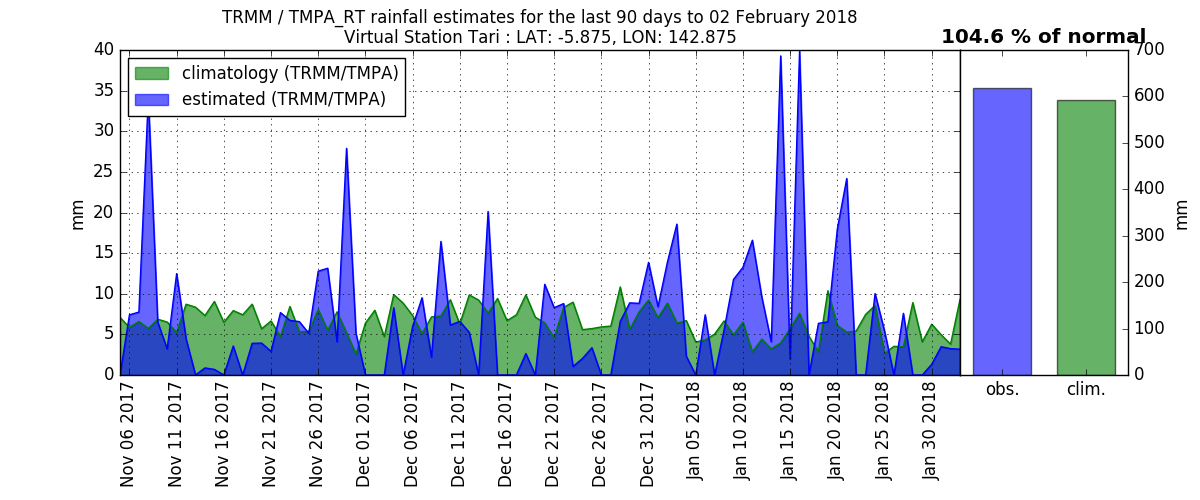 TRMM / TMPA_RT rainfall estimates for the last 90 days to 02 February 2018
Virtual Station Tari : LAT: -5.875, LON: 142.875
104.6 % of normal
climatology (TRMM/TMPA)
estimated (TRMM/TMPA)
mm
40
35
30
25
20
15
10
5
0
Nov 06 2017
Nov 11 2017
Nov 16 2017
Nov 21 2017
Nov 26 2017
Dec 01 2017
Dec 06 2017
Dec 11 2017
Dec 16 2017
Dec 21 2017
Dec 26 2017
Dec 31 2017
Jan 05 2018
Jan 10 2018
Jan 15 2018
Jan 20 2018
Jan 25 2018
Jan 30 2018
obs.
clim.
700
600
500
400
300
200
100
0
mm